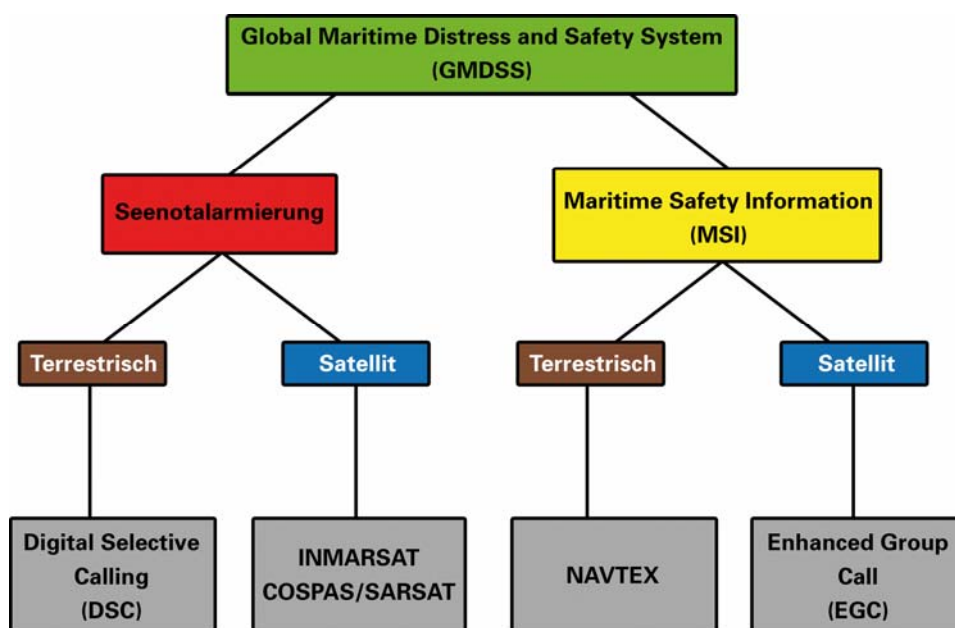 Global Maritime Distress and Safety System
(GMDSS)
Seenotalarmierung
Maritime Safety Information
(MSI)
Terrestrisch
Satellit
Terrestrisch
Satellit
Digital Selective
Calling
(DSC)
INMARSAT
COSPAS/SARSAT
NAVTEX
Enhanced Group
Call
(EGC)